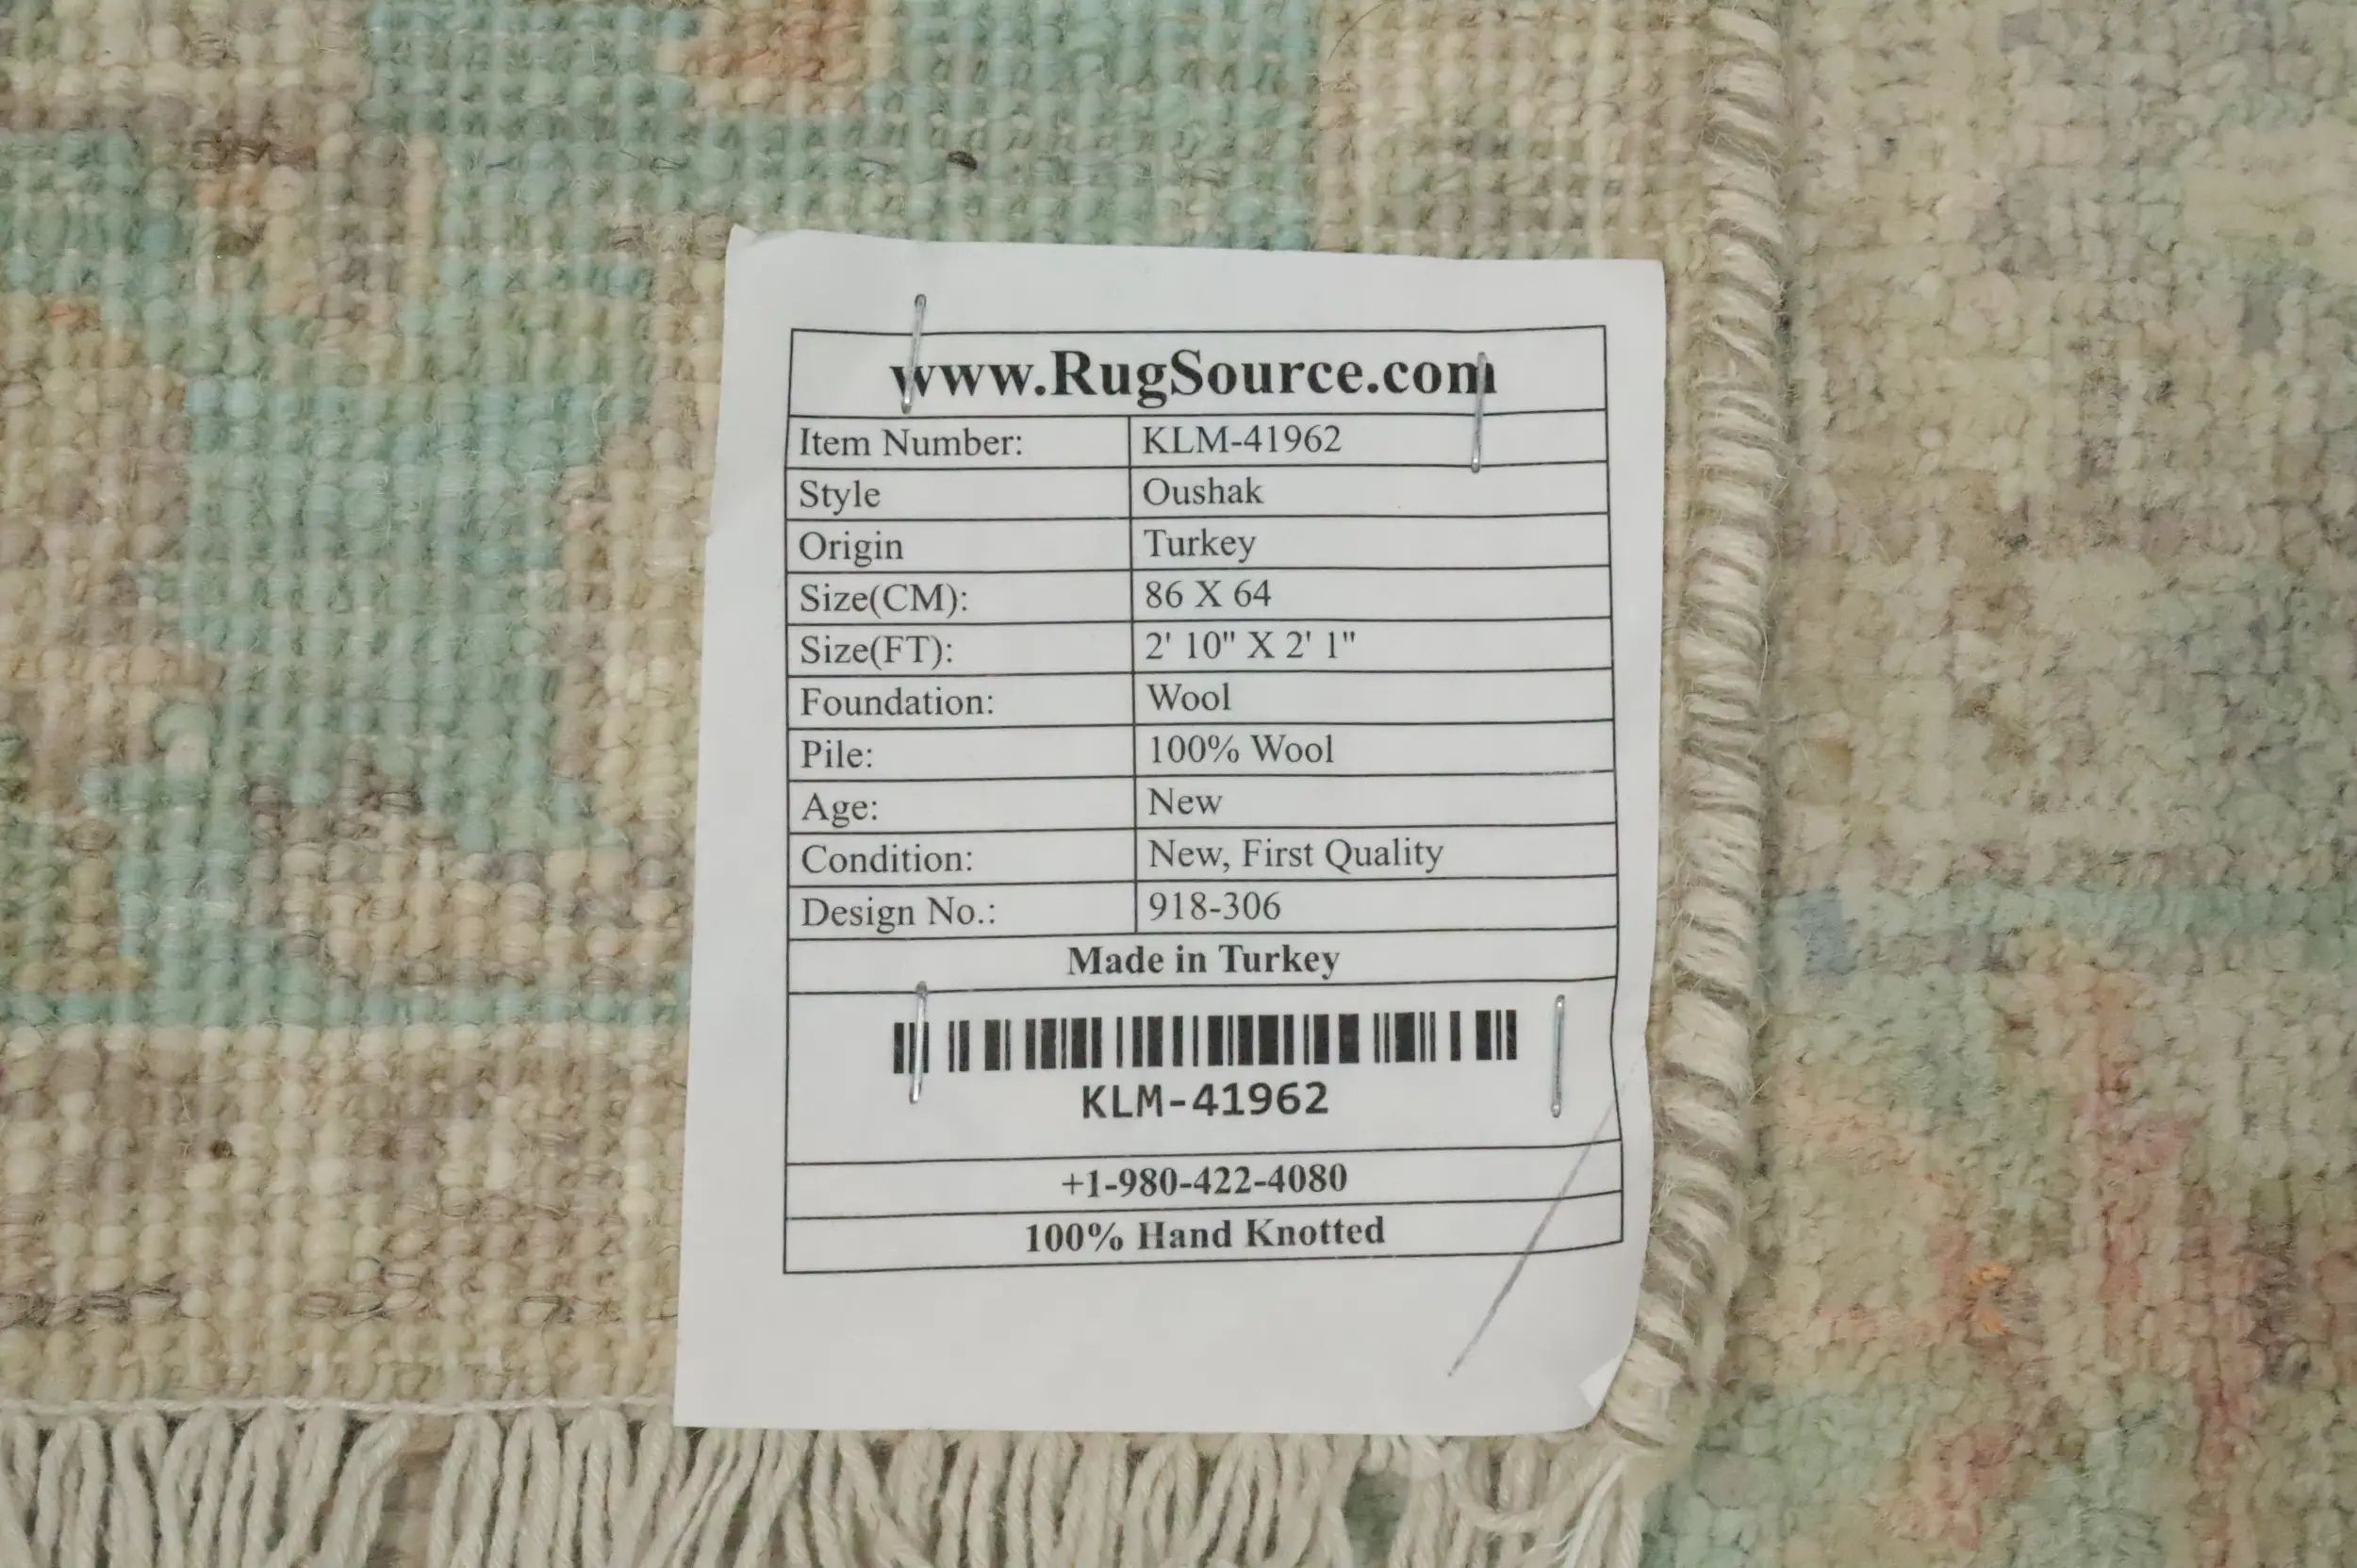 www.RugSource.com
Item Number: KLM-41962
Style Oushak
Origin Turkey
Size(CM): 86 X 64
Size(FT): 2' 10" X 2' 1"
Foundation: Wool
Pile: 100% Wool
Age: New
Condition: New, First Quality
Design No.: 918-306
Made in Turkey
KLM-41962
+1-980-422-4080
100% Hand Knotted